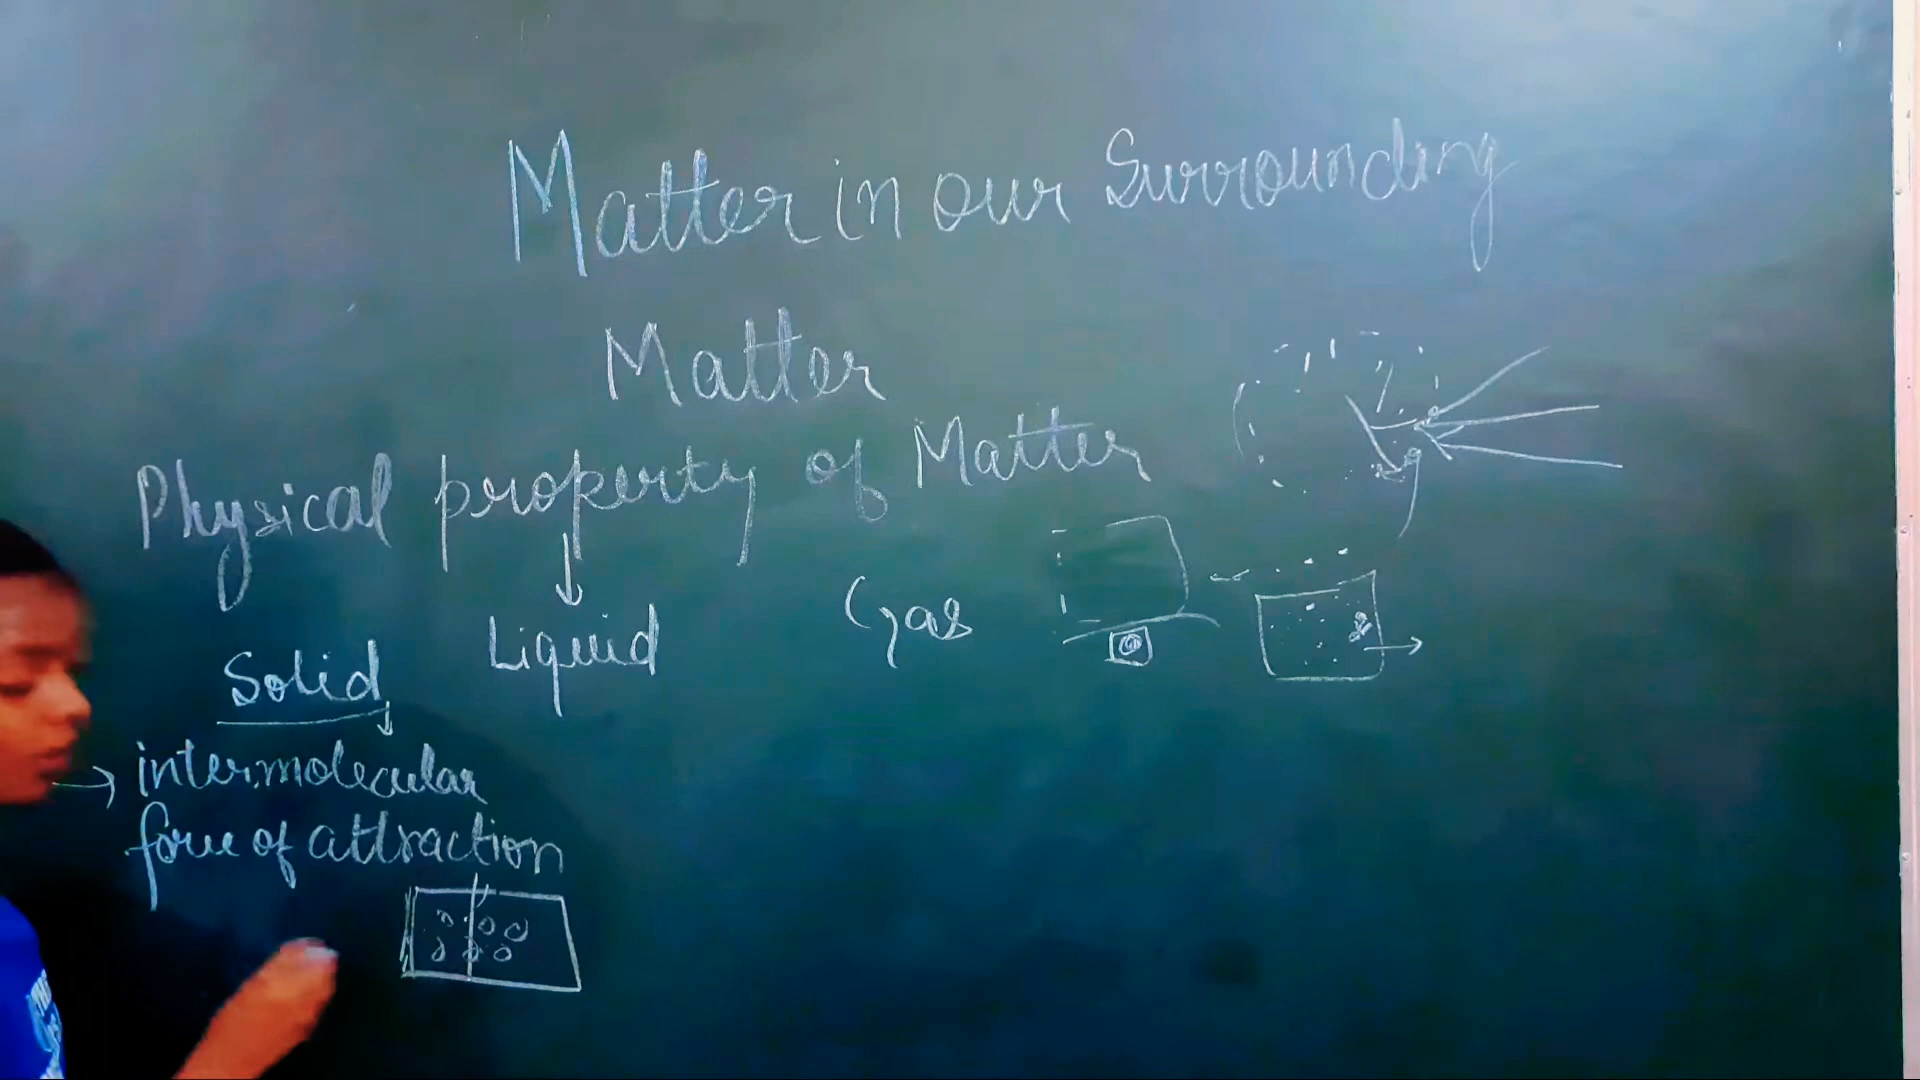 Matter in our Surrounding
Matter
Physical property of Matter
Solid Liquid Gas
intermolecular
force of attraction